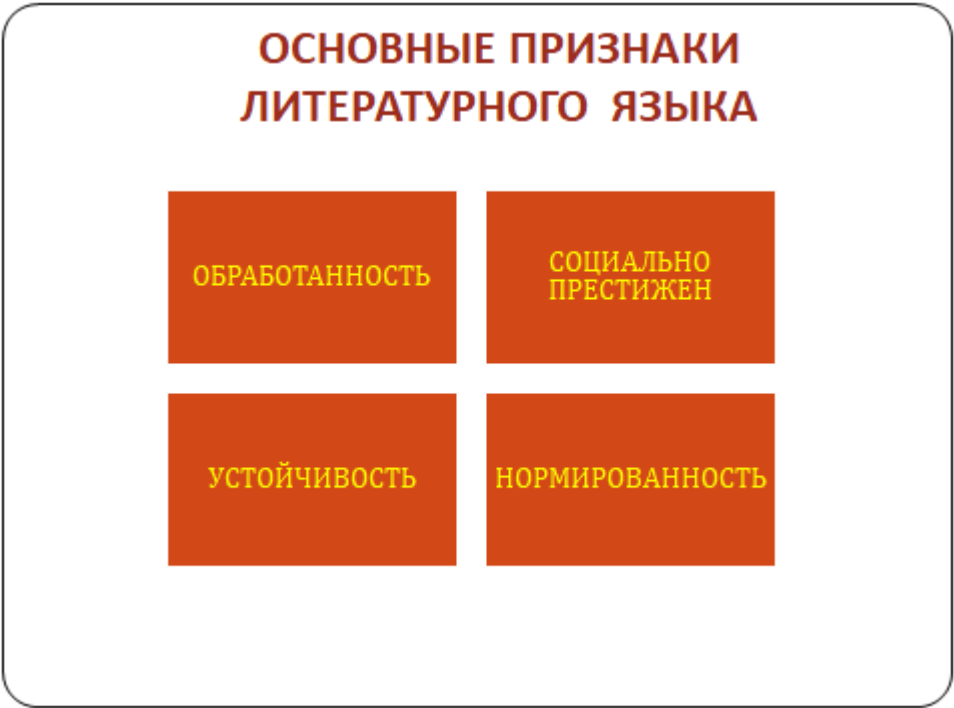 ОСНОВНЫЕ ПРИЗНАКИ
ЛИТЕРАТУРНОГО ЯЗЫКА
ОБРАБОТАННОСТЬ
СОЦИАЛЬНО
ПРЕСТИЖЕН
УСТОЙЧИВОСТЬ
НОРМИРОВАННОСТЬ